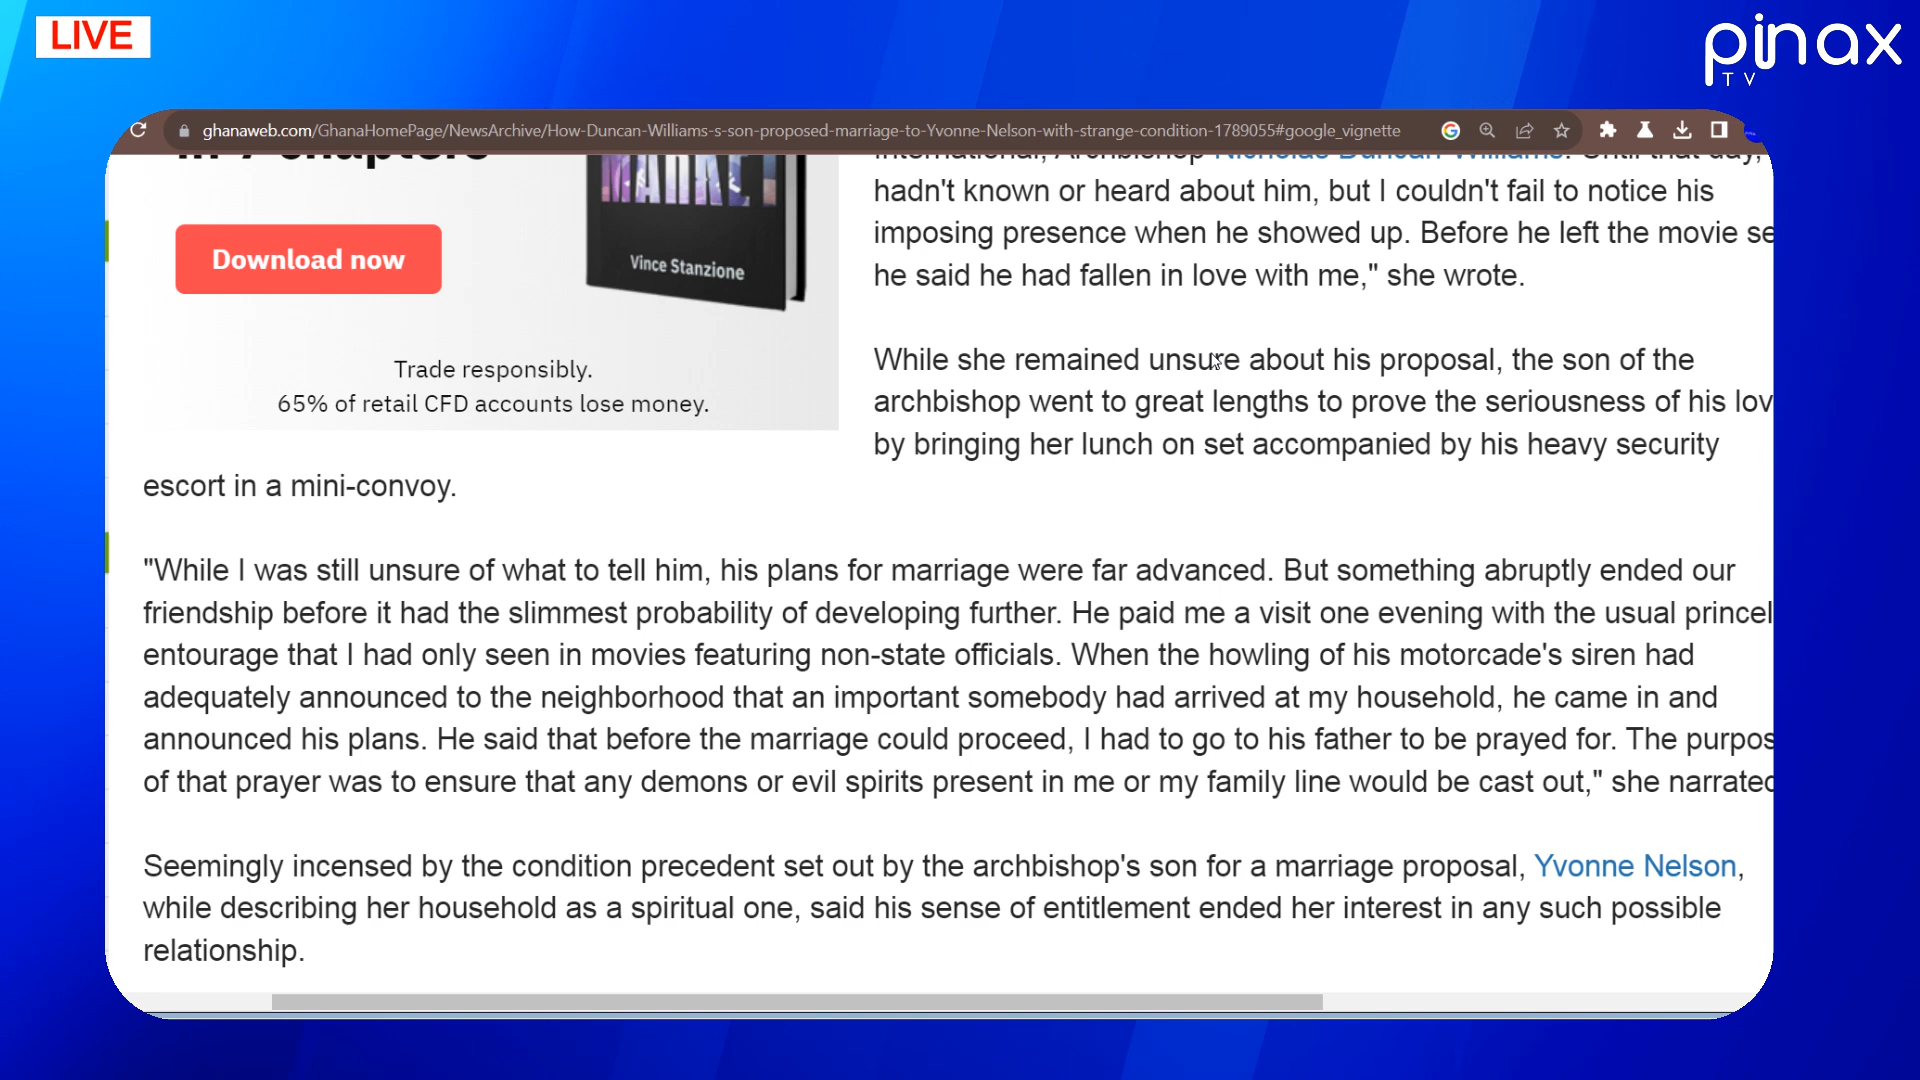 LIVE
pinax
TV
ghanaweb.com/GhanaHomePage/NewsArchive/How-Duncan-Williams-s-son-proposed-marriage-to-Yvonne-Nelson-with-strange-condition-1789055#google_vignette
in 7 chapters
MARKET
Vince Stanzione
Download now
Trade responsibly.
65% of retail CFD accounts lose money.
International, Archbishop Nicholas Duncan Williams. Until that day,
hadn't known or heard about him, but I couldn't fail to notice his
imposing presence when he showed up. Before he left the movie se
he said he had fallen in love with me," she wrote.
While she remained unsure about his proposal, the son of the
archbishop went to great lengths to prove the seriousness of his lov
by bringing her lunch on set accompanied by his heavy security
escort in a mini-convoy.
"While I was still unsure of what to tell him, his plans for marriage were far advanced. But something abruptly ended our
friendship before it had the slimmest probability of developing further. He paid me a visit one evening with the usual princel
entourage that I had only seen in movies featuring non-state officials. When the howling of his motorcade's siren had
adequately announced to the neighborhood that an important somebody had arrived at my household, he came in and
announced his plans. He said that before the marriage could proceed, I had to go to his father to be prayed for. The purpos
of that prayer was to ensure that any demons or evil spirits present in me or my family line would be cast out," she narrated
Seemingly incensed by the condition precedent set out by the archbishop's son for a marriage proposal, Yvonne Nelson,
while describing her household as a spiritual one, said his sense of entitlement ended her interest in any such possible
relationship.